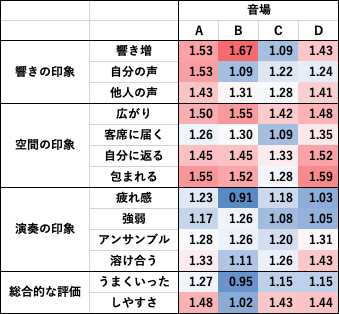 音場
A B C D
響きの印象 響き増 1.53 1.67 1.09 1.43
自分の声 1.53 1.09 1.22 1.24
他人の声 1.43 1.31 1.28 1.41
空間の印象 広がり 1.50 1.55 1.42 1.48
客席に届く 1.26 1.30 1.09 1.35
自分に返る 1.45 1.45 1.33 1.52
包まれる 1.55 1.52 1.28 1.59
演奏の印象 疲れ感 1.23 0.91 1.18 1.03
強弱 1.17 1.26 1.08 1.05
アンサンブル 1.28 1.26 1.20 1.31
溶け合う 1.33 1.11 1.26 1.43
総合的な評価 うまくいった 1.27 0.95 1.15 1.15
しやすさ 1.48 1.02 1.43 1.44